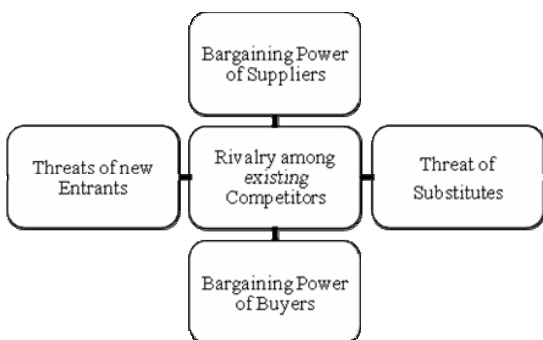 Bargaining Power
of Suppliers
Threats of new
Entrants
Rivalry among
existing
Competitors
Threat of
Substitutes
Bargaining Power
of Buyers